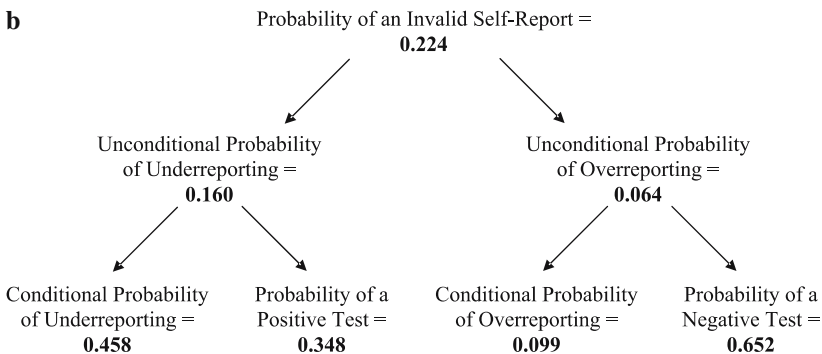 b
Probability of an Invalid Self-Report =
0.224
Unconditional Probability
of Underreporting =
0.160
Unconditional Probability
of Overreporting =
0.064
Conditional Probability
of Underreporting =
0.458
Probability of a
Positive Test =
0.348
Conditional Probability
of Overreporting =
0.099
Probability of a
Negative Test =
0.652